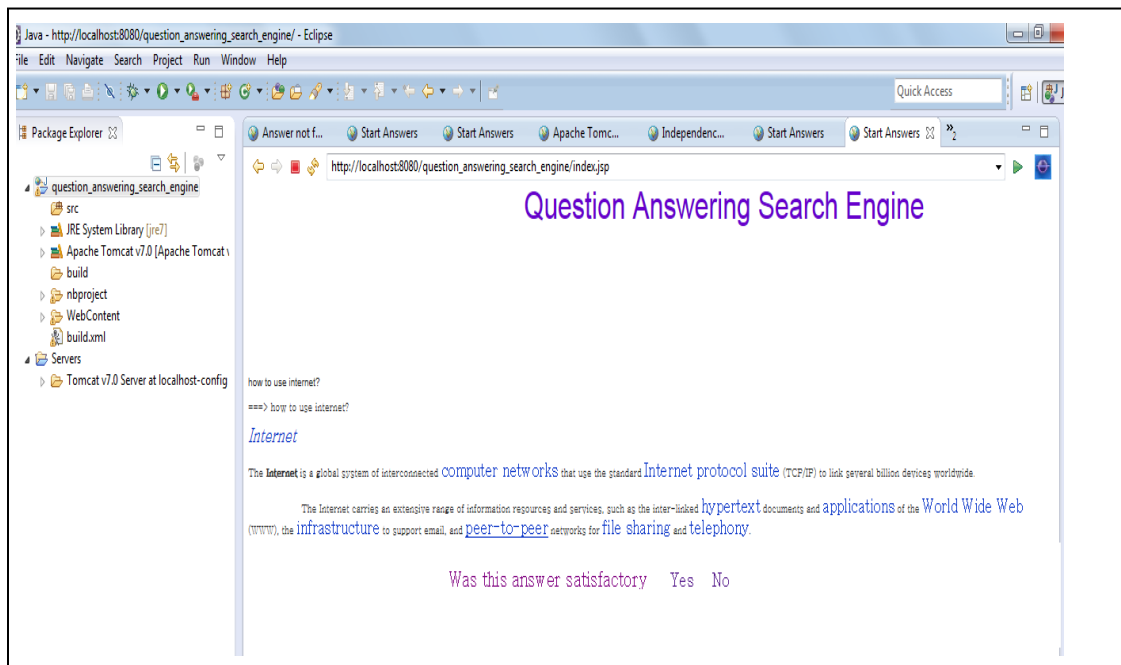 Java - http://localhost:8080/question_answering_search_engine/ - Eclipse
File Edit Navigate Search Project Run Window Help
Quick Access
Package Explorer
Answer not f... Start Answers Start Answers Apache Tomc... Independenc... Start Answers Start Answers »2
http://localhost:8080/question_answering_search_engine/index.jsp
question_answering_search_engine
src
JRE System Library [jre7]
Apache Tomcat v7.0 [Apache Tomcat v
build
nbproject
WebContent
build.xml
Servers
Tomcat v7.0 Server at localhost-config
Question Answering Search Engine
how to use internet?
===> how to use internet?
Internet
The Internet is a global system of interconnected computer networks that use the standard Internet protocol suite (TCP/IP) to link several billion devices worldwide.
The Internet carries an extensive range of information resources and services, such as the inter-linked hypertext documents and applications of the World Wide Web
(WWW), the infrastructure to support email, and peer-to-peer networks for file sharing and telephony.
Was this answer satisfactory Yes No